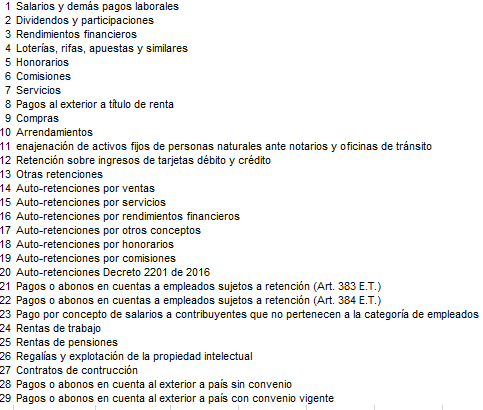 1 Salarios y demás pagos laborales
2 Dividendos y participaciones
3 Rendimientos financieros
4 Loterías, rifas, apuestas y similares
5 Honorarios
6 Comisiones
7 Servicios
8 Pagos al exterior a título de renta
9 Compras
10 Arrendamientos
11 enajenación de activos fijos de personas naturales ante notarios y oficinas de tránsito
12 Retención sobre ingresos de tarjetas débito y crédito
13 Otras retenciones
14 Auto-retenciones por ventas
15 Auto-retenciones por servicios
16 Auto-retenciones por rendimientos financieros
17 Auto-retenciones por otros conceptos
18 Auto-retenciones por honorarios
19 Auto-retenciones por comisiones
20 Auto-retenciones Decreto 2201 de 2016
21 Pagos o abonos en cuentas a empleados sujetos a retención (Art. 383 E.T.)
22 Pagos o abonos en cuentas a empleados sujetos a retención (Art. 384 E.T.)
23 Pago por concepto de salarios a contribuyentes que no pertenecen a la categoría de empleados
24 Rentas de trabajo
25 Rentas de pensiones
26 Regalías y explotación de la propiedad intelectual
27 Contratos de contrucción
28 Pagos o abonos en cuenta al exterior a país sin convenio
29 Pagos o abonos en cuenta al exterior a país con convenio vigente